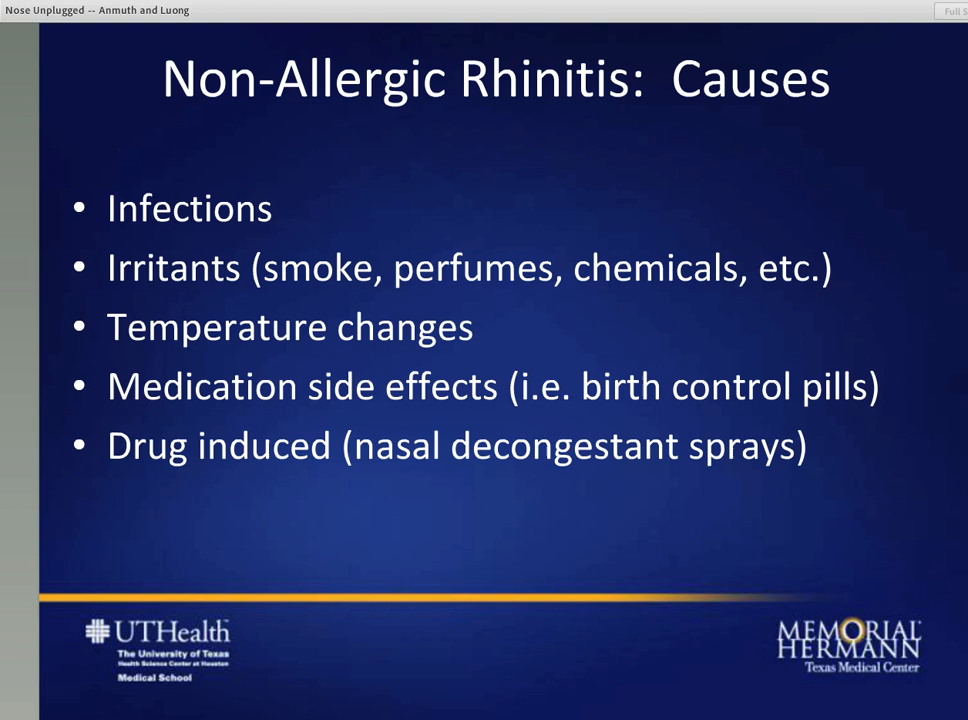 Nose Unplugged -- Anmuth and Luong
Full S
Non-Allergic Rhinitis: Causes
• Infections
• Irritants (smoke, perfumes, chemicals, etc.)
• Temperature changes
• Medication side effects (i.e. birth control pills)
• Drug induced (nasal decongestant sprays)
UTHealth
The University of Texas
Health Science Center at Houston
Medical School
MEMORIAL
HERMANN
Texas Medical Center